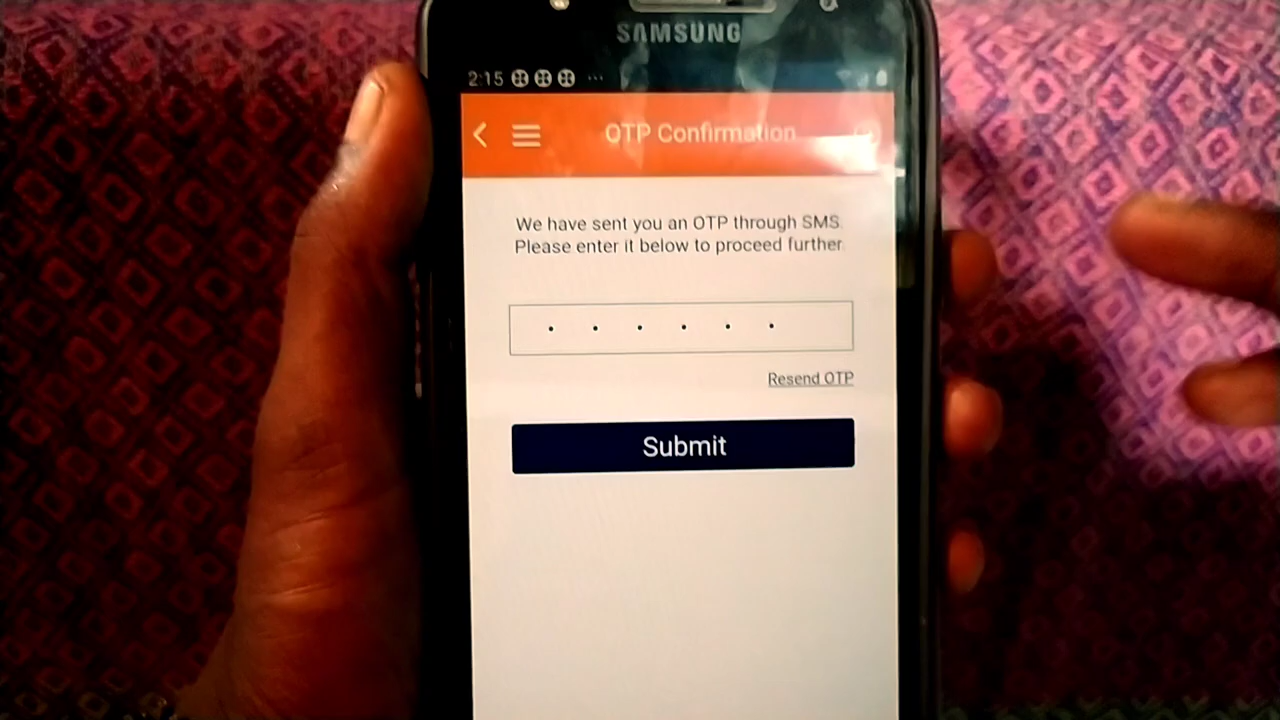 SAMSUNG
2:15
OTP Confirmation
We have sent you an OTP through SMS.
Please enter it below to proceed further.
Resend OTP
Submit